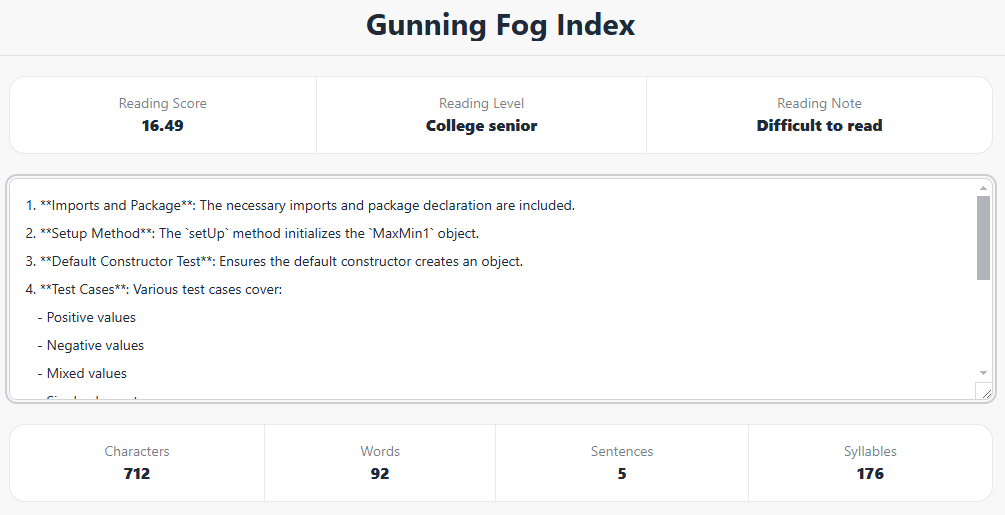 Gunning Fog Index
Reading Score
16.49
Reading Level
College senior
Reading Note
Difficult to read
1. **Imports and Package**: The necessary imports and package declaration are included.
2. **Setup Method**: The `setUp` method initializes the `MaxMin1` object.
3. **Default Constructor Test**: Ensures the default constructor creates an object.
4. **Test Cases**: Various test cases cover:
- Positive values
- Negative values
- Mixed values
Characters
712
Words
92
Sentences
5
Syllables
176